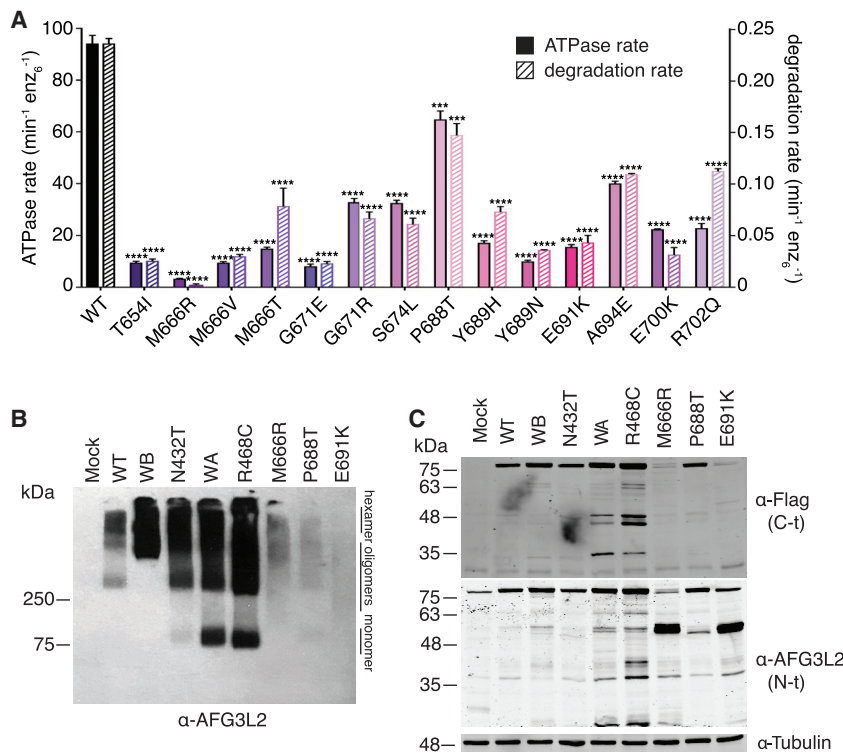 A
ATPase rate (min-1 enz6-1)
100
80
60
40
20
0
ATPase rate
degradation rate
0.25
0.20
0.15
0.10
0.05
0
degradation rate (min-1 enz6-1)
**** **** **** **** **** **** **** **** **** **** **** **** **** **** *** *** **** **** **** **** **** **** **** **** **** **** **** ****
WT T654I M666R M666V M666T G671E G671R S674L P688T Y689H Y689N E691K A694E E700K R702Q
B
Mock WT WB N432T WA R468C M666R P688T E691K
kDa
250
75
hexamer
oligomers
monomer
α-AFG3L2
C
Mock WT WB N432T WA R468C M666R P688T E691K
kDa
75
63
48
35
α-Flag
(C-t)
75
63
48
35
α-AFG3L2
(N-t)
48
α-Tubulin